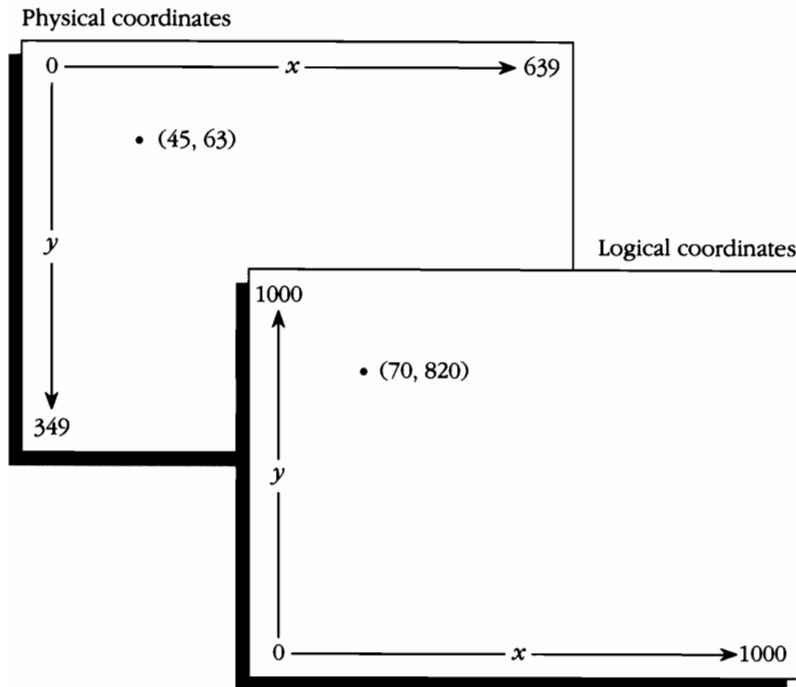 Physical coordinates
0 x 639
(45, 63)
y
349
Logical coordinates
1000
(70, 820)
y
0 x 1000